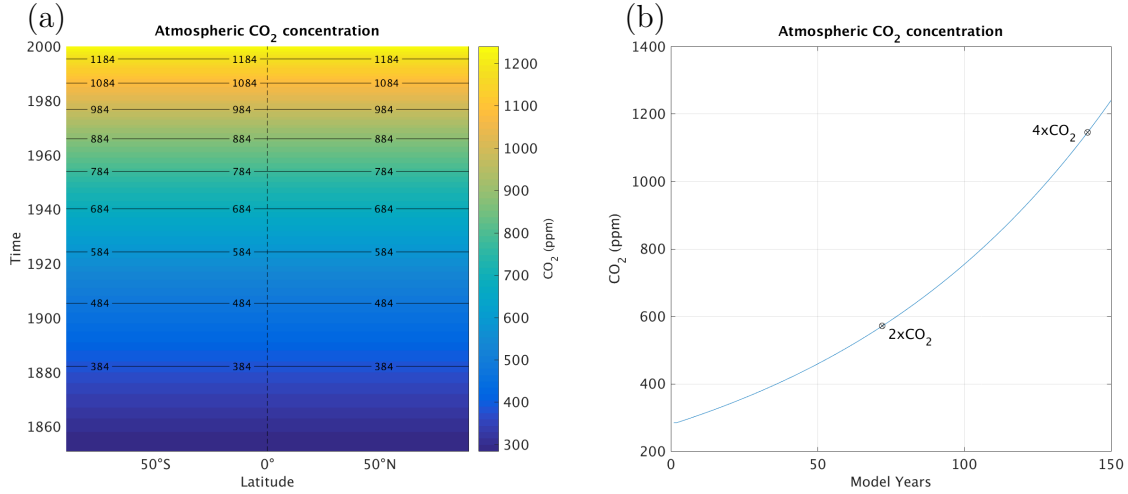 (a)
Atmospheric CO2 concentration
2000
1980
1960
1940
1920
1900
1880
1860
Time
1184 1184 1184
1084 1084 1084
984 984 984
884 884 884
784 784 784
684 684 684
584 584 584
484 484 484
384 384 384
50°S 0° 50°N
Latitude
1200
1100
1000
900
800
700
600
500
400
300
CO2 (ppm)
(b)
Atmospheric CO2 concentration
1400
1200
1000
800
600
400
200
CO2 (ppm)
4xCO2
2xCO2
0 50 100 150
Model Years